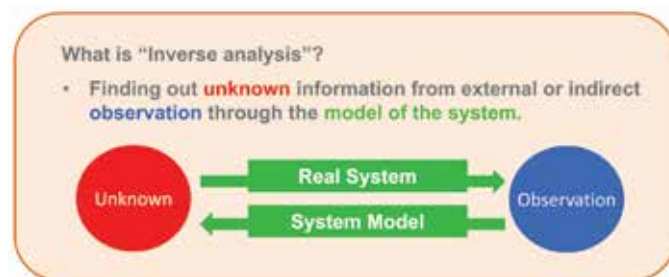 What is “Inverse analysis”?
• Finding out unknown information from external or indirect
observation through the model of the system.
Real System
Unknown
Observation
System Model